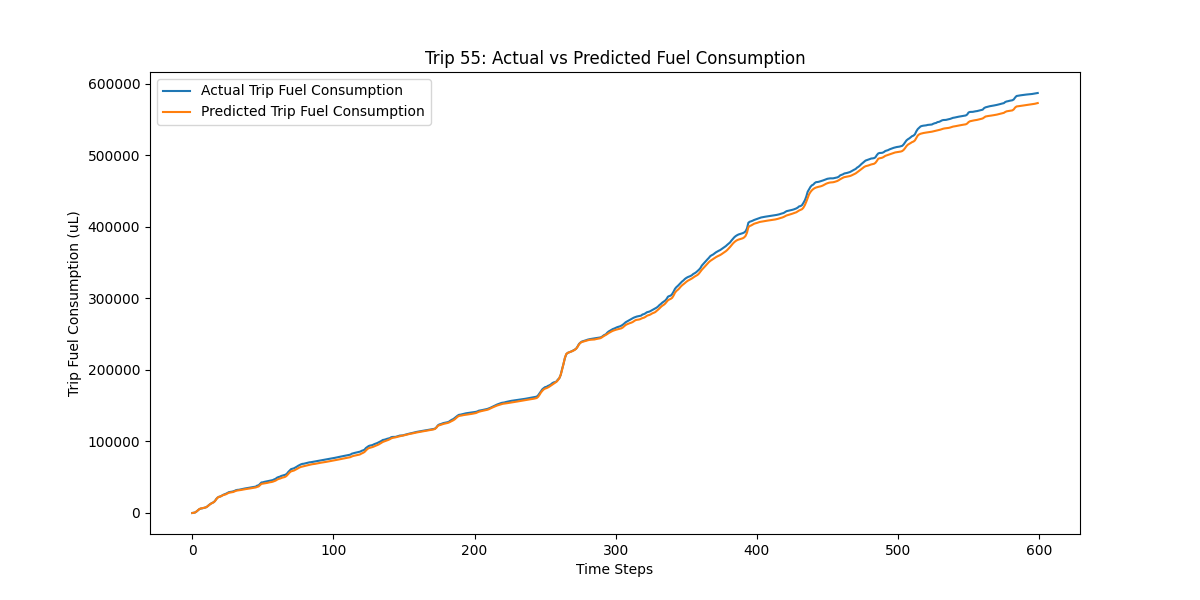 Trip 55: Actual vs Predicted Fuel Consumption
Actual Trip Fuel Consumption
Predicted Trip Fuel Consumption
Trip Fuel Consumption (uL)
600000
500000
400000
300000
200000
100000
0
0 100 200 300 400 500 600
Time Steps